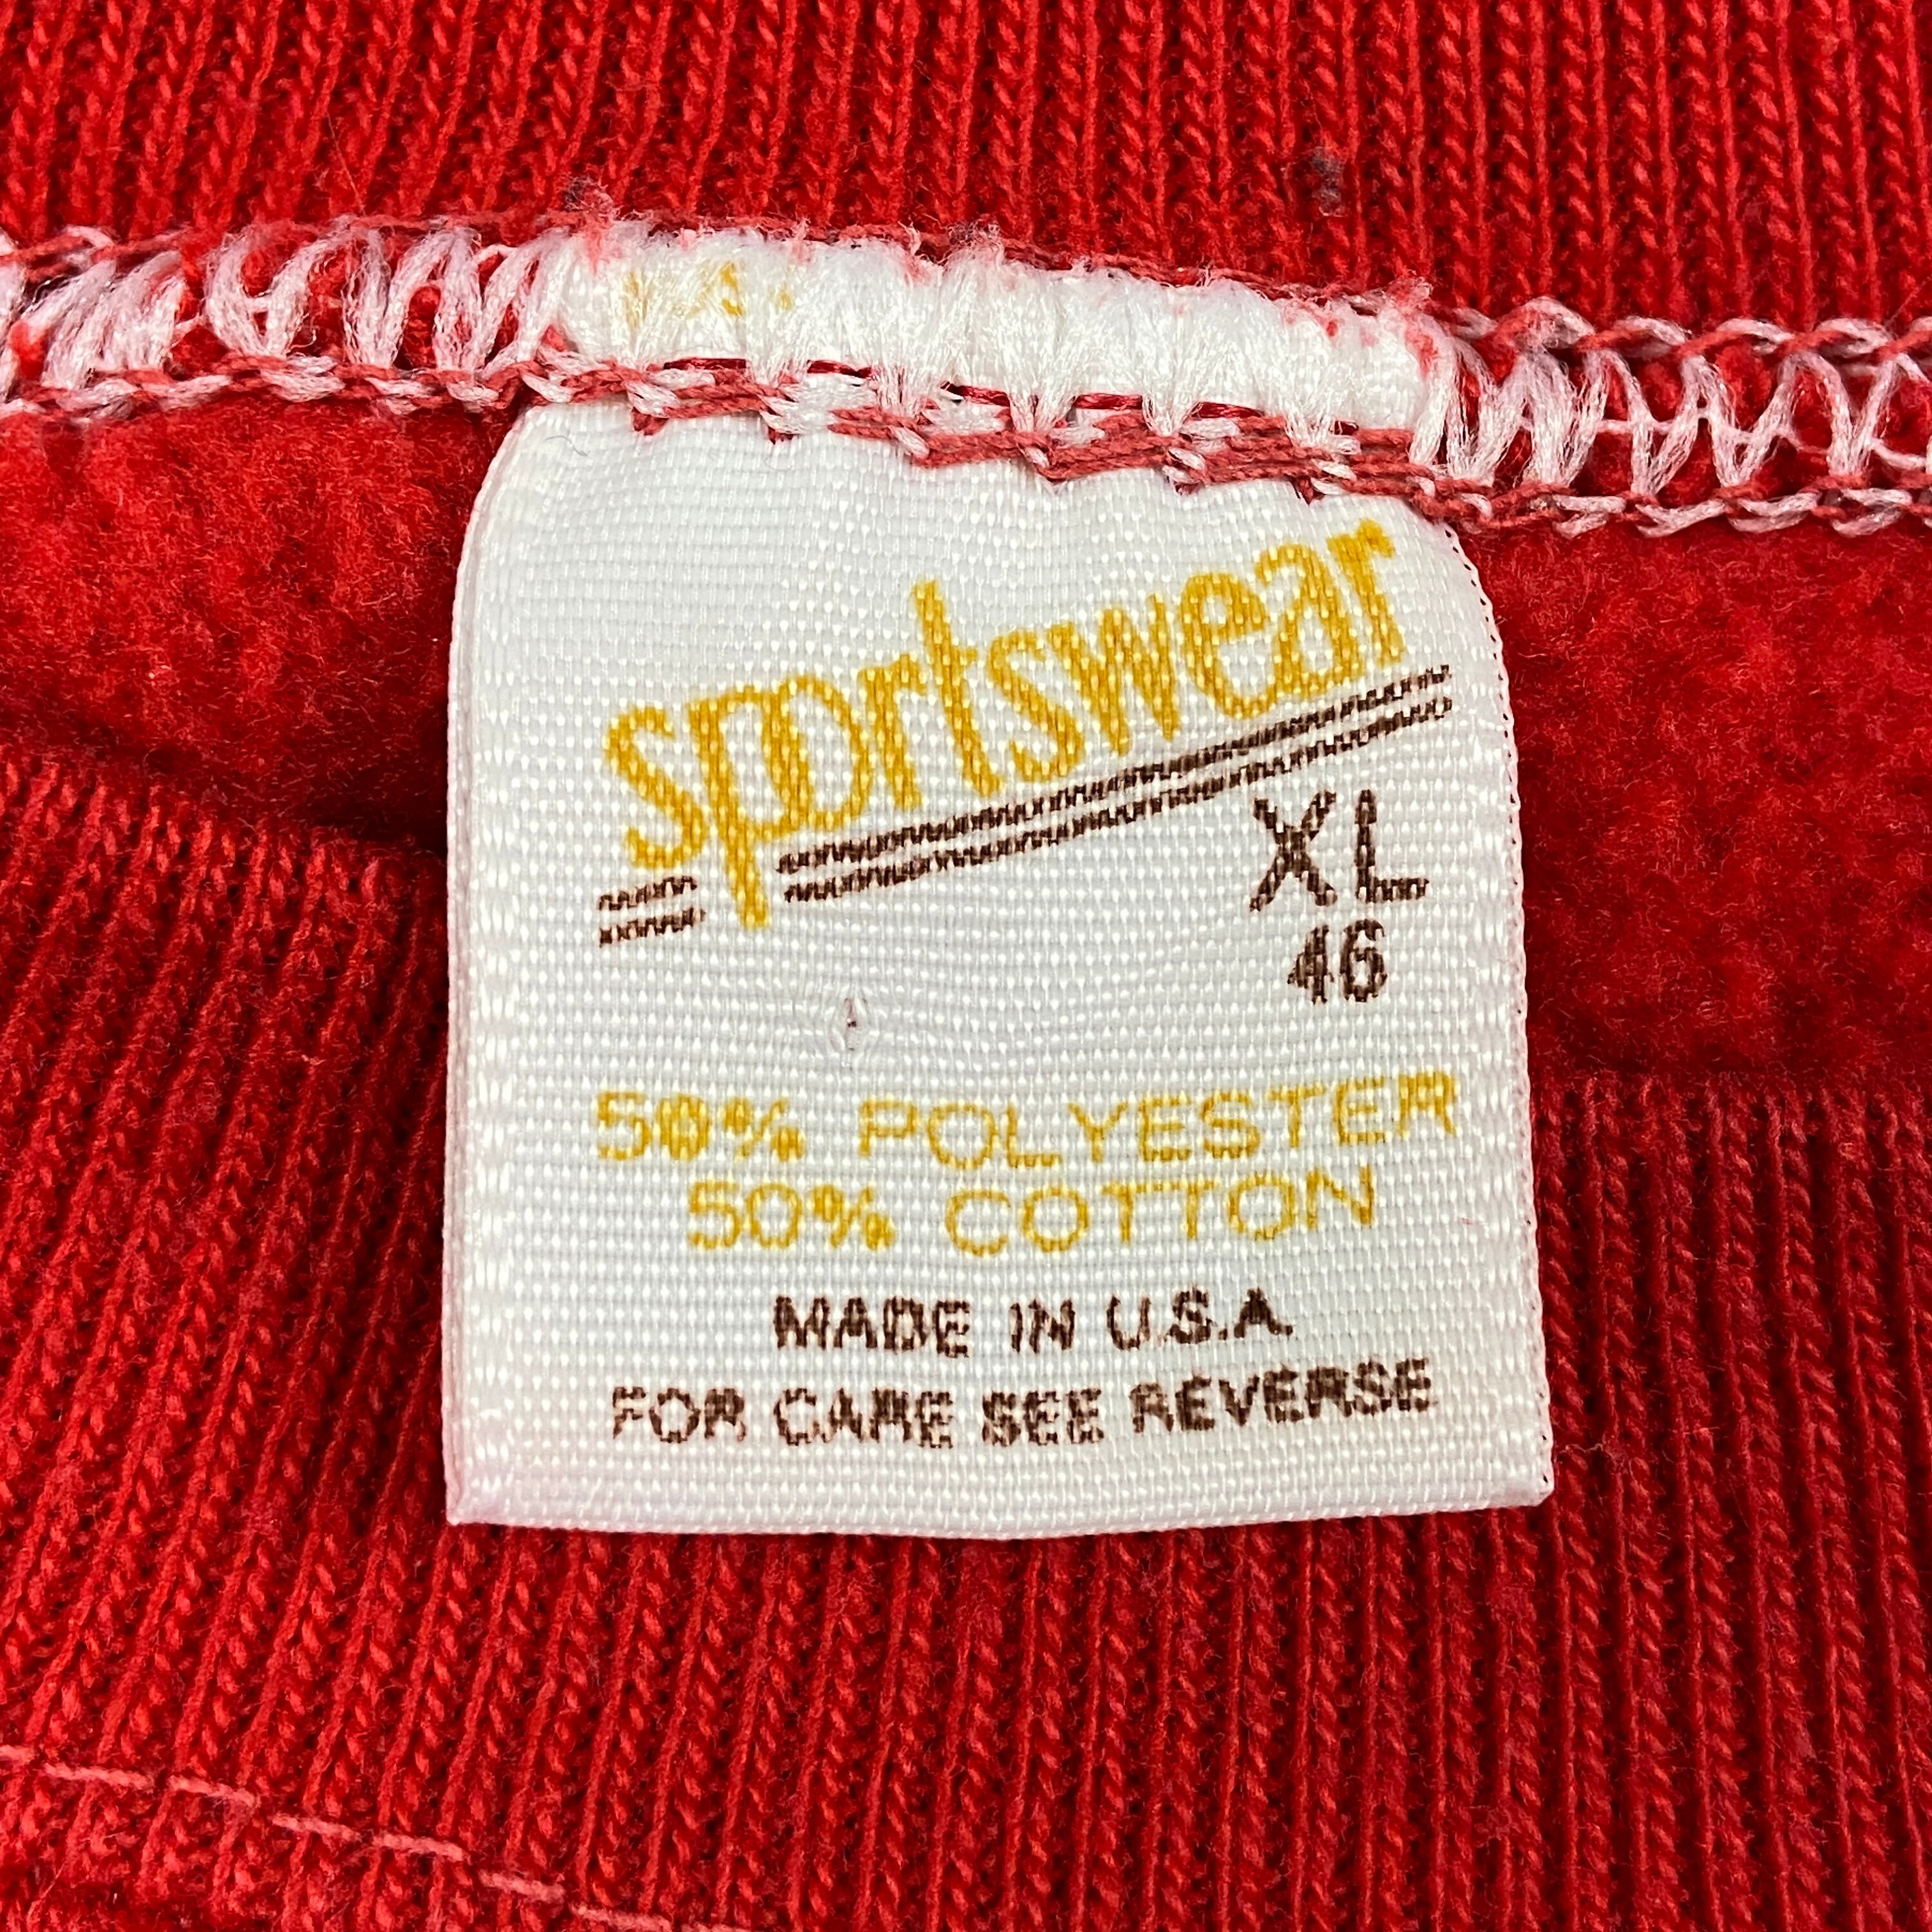 sportswear
XL
46
50% POLYESTER
50% COTTON
MADE IN U.S.A.
FOR CARE SEE REVERSE